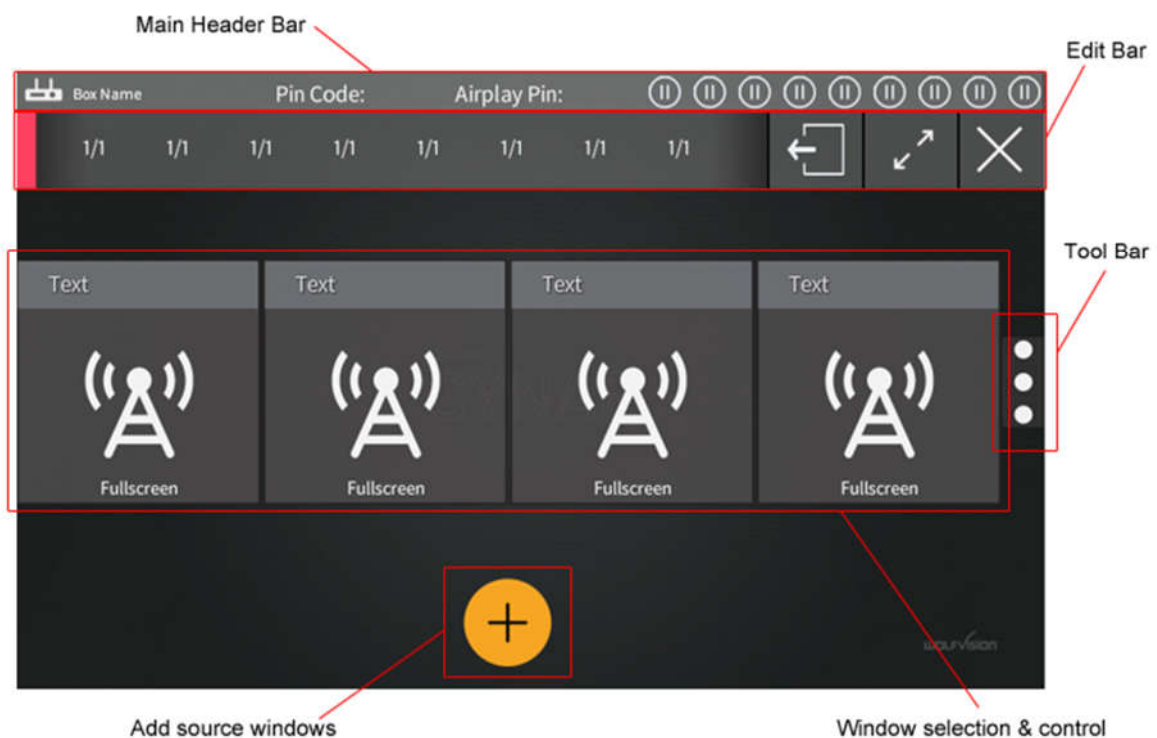 Main Header Bar
Edit Bar
Box Name Pin Code: Airplay Pin:
1/1 1/1 1/1 1/1 1/1 1/1 1/1 1/1
Tool Bar
Text Text Text Text
Fullscreen Fullscreen Fullscreen Fullscreen
WOLFVISION
Add source windows
Window selection & control